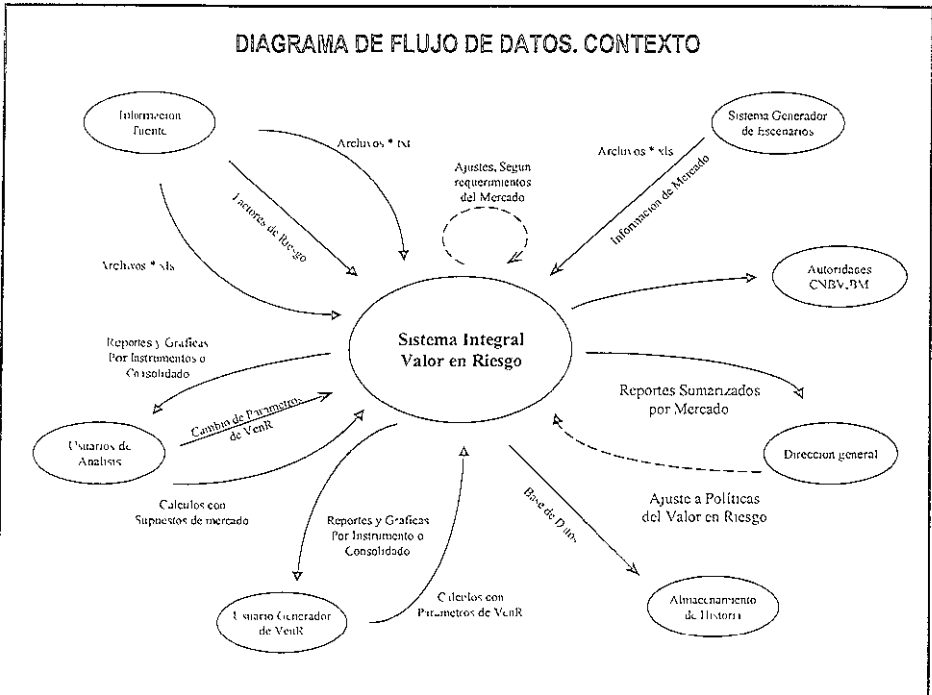 DIAGRAMA DE FLUJO DE DATOS. CONTEXTO
Informacion
Fuente
Sistema Generador
de Escenarios
Archivos * txt
Archivos * xls
Ajustes, Segun
requerimientos
del Mercado
Factores de Riesgo
Informacion de Mercado
Archivos * xls
Autoridades
CNBV,BM
Sistema Integral
Valor en Riesgo
Reportes y Graficas
Por Instrumentos o
Consolidado
Reportes Sumarizados
por Mercado
Cambio de Parametros
de VenR
Usuarios de
Analisis
Direccion general
Calculos con
Supuestos de mercado
Ajuste a Políticas
del Valor en Riesgo
Base de Datos
Reportes y Graficas
Por Instrumento o
Consolidado
Calculos con
Parametros de VenR
Usuario Generador
de VenR
Almacenamiento
de Historia